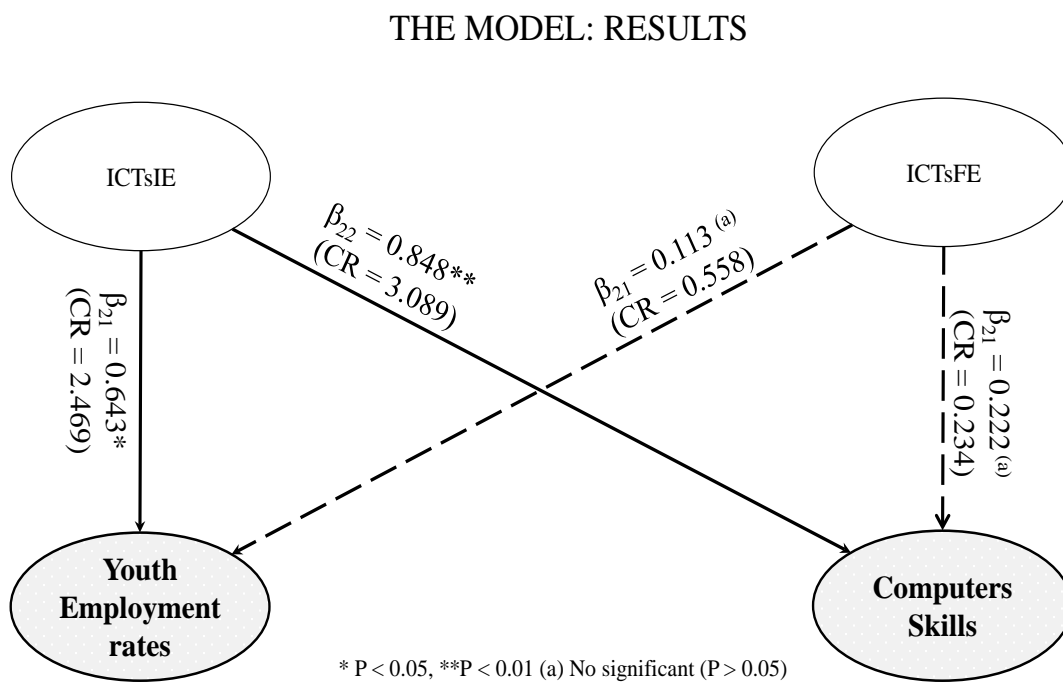 THE MODEL: RESULTS
ICTsIE
ICTsFE
β₂₂ = 0.848**
(CR = 3.089)
β₂₁ = 0.113 (a)
(CR = 0.558)
β₂₁ = 0.643*
(CR = 2.469)
β₂₁ = 0.222 (a)
(CR = 0.234)
Youth
Employment
rates
Computers
Skills
* P < 0.05, **P < 0.01 (a) No significant (P > 0.05)